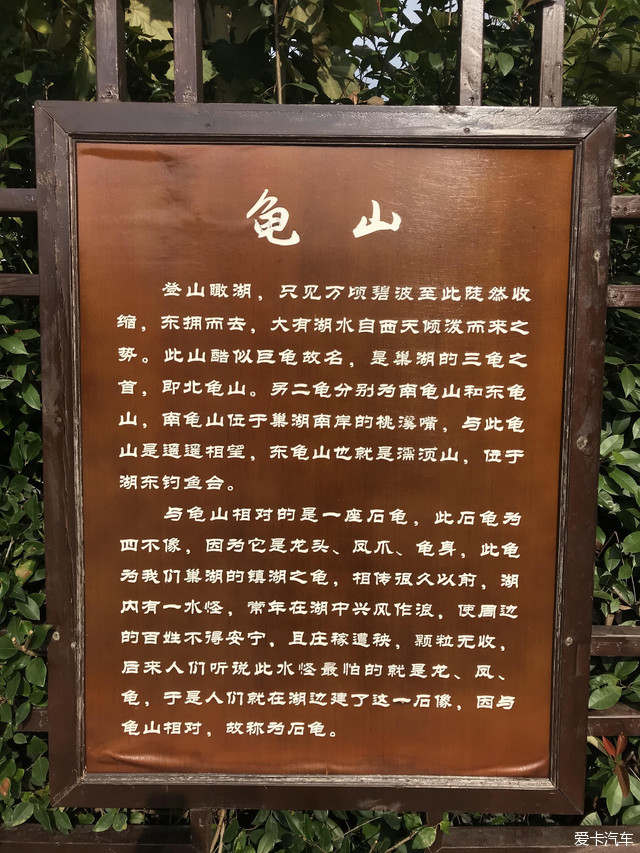 龟山
登山瞰湖，只见万顷碧波至此陡然收
缩，东拥而去，大有湖水自西天倾泼而来之
势。此山酷似巨龟故名，是巢湖的三龟之
首，即北龟山。另二龟分别为南龟山和东龟
山，南龟山位于巢湖南岸的桃溪嘴，与此龟
山是遥遥相望，东龟山也就是濡须山，位于
湖东钓鱼台。
与龟山相对的是一座石龟，此石龟为
四不像，因为它是龙头、凤爪、龟身，此龟
为我们巢湖的镇湖之龟，相传很久以前，湖
内有一水怪，常年在湖中兴风作浪，使周边
的百姓不得安宁，且庄稼遭秧，颗粒无收，
后来人们听说此水怪最怕的就是龙、凤、
龟，于是人们就在湖边建了这一石像，因与
龟山相对，故称为石龟。
爱卡汽车